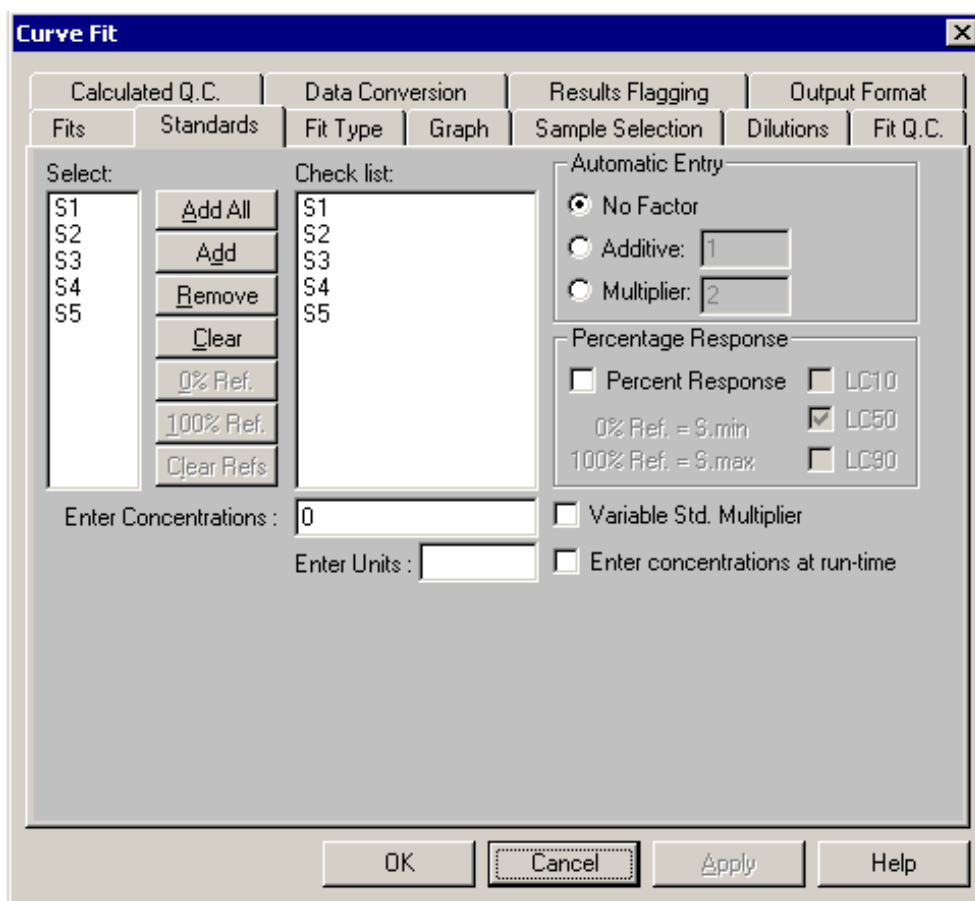 Curve Fit
Calculated Q.C. Data Conversion Results Flagging Output Format
Fits Standards Fit Type Graph Sample Selection Dilutions Fit Q.C.
Select:
S1
S2
S3
S4
S5
Add All
Add
Remove
Clear
0% Ref.
100% Ref.
Clear Refs
Check list:
S1
S2
S3
S4
S5
Automatic Entry
No Factor
Additive: 1
Multiplier: 2
Percentage Response
Percent Response LC10
0% Ref. = S.min LC50
100% Ref. = S.max LC90
Enter Concentrations : 0
Variable Std. Multiplier
Enter Units :
Enter concentrations at run-time
OK Cancel Apply Help